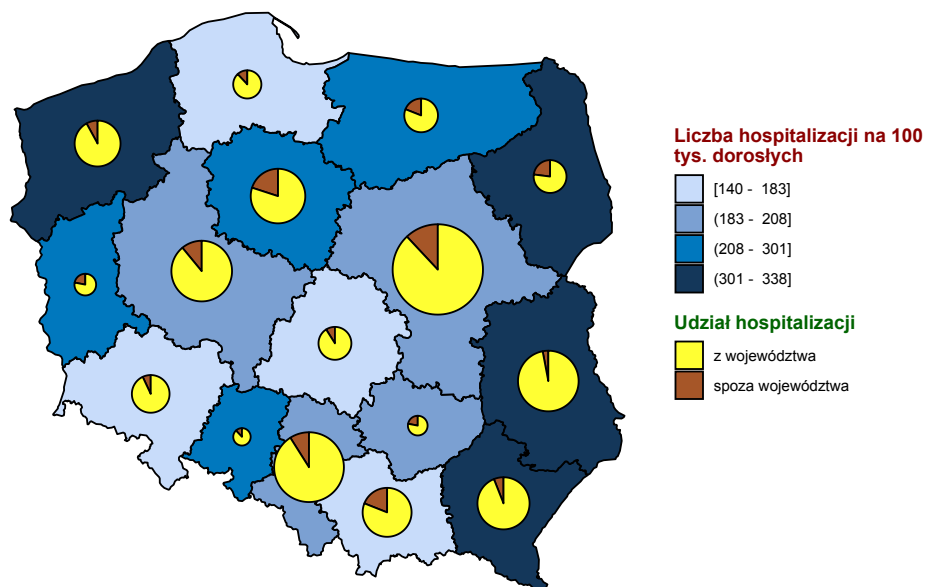 Liczba hospitalizacji na 100
tys. dorosłych
[140 - 183]
(183 - 208]
(208 - 301]
(301 - 338]
Udział hospitalizacji
z województwa
spoza województwa